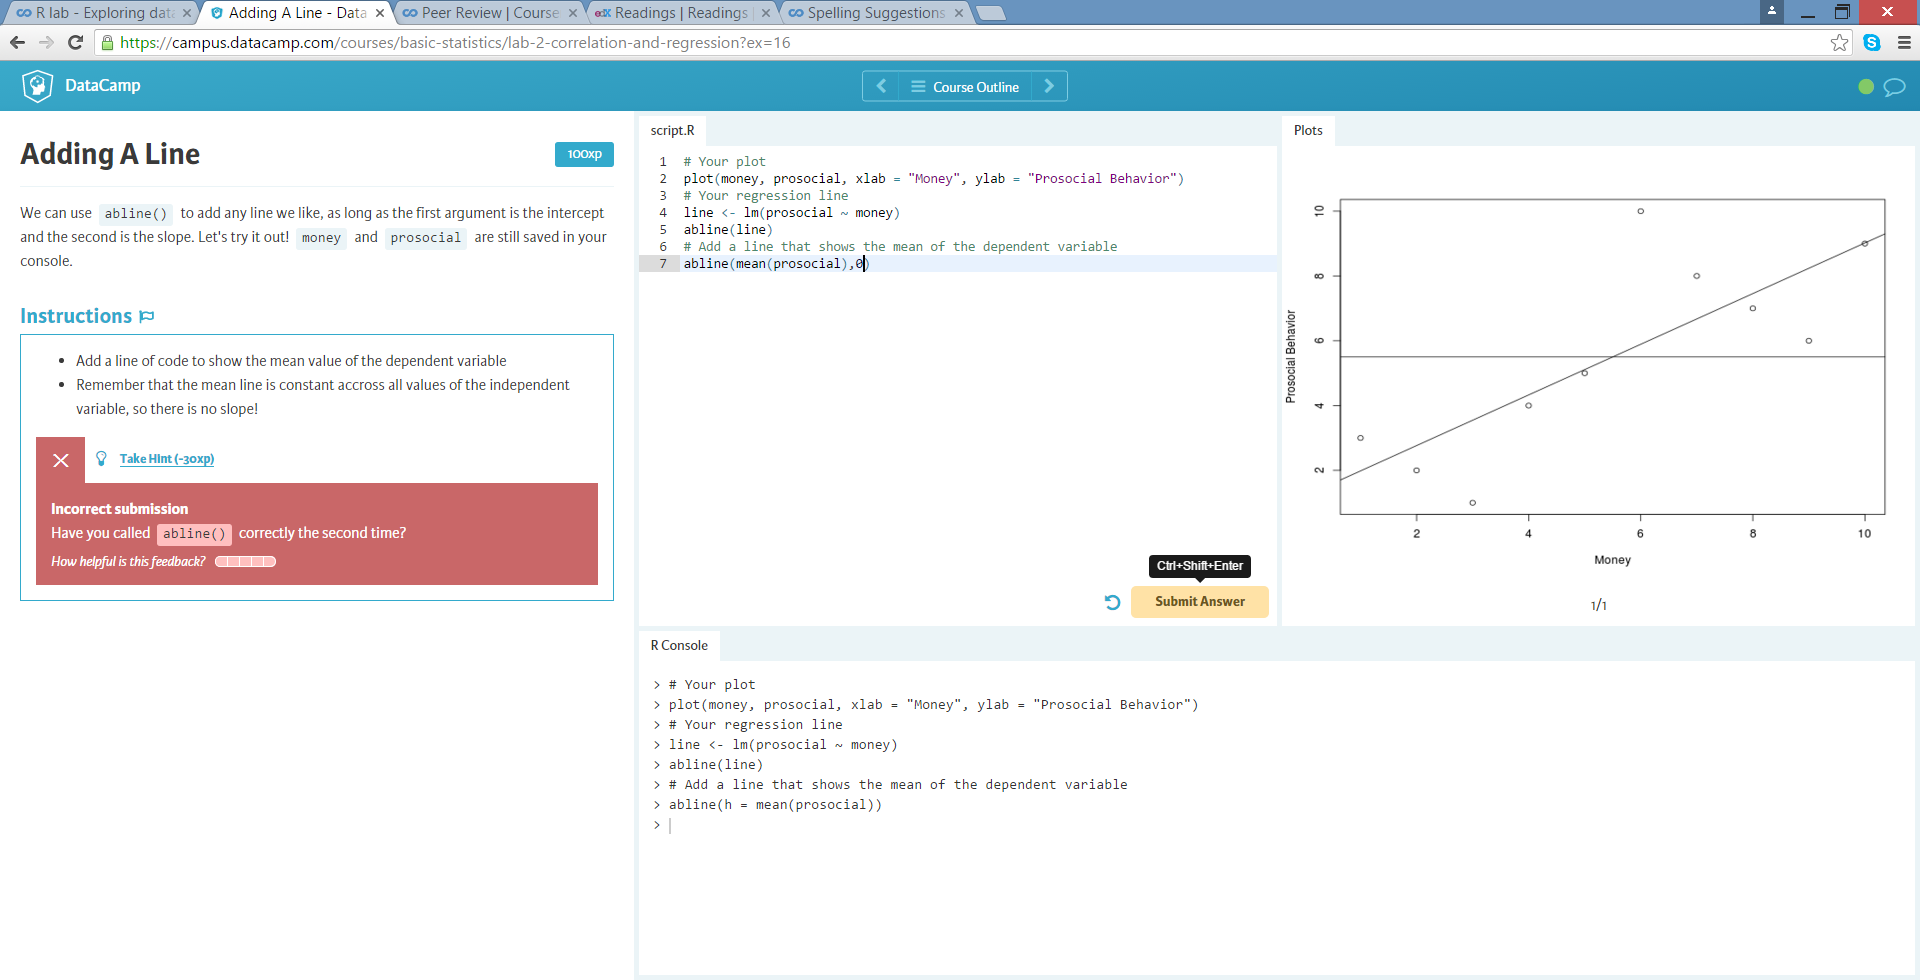 R lab - Exploring data
Adding A Line - Data
Peer Review | Course
edX Readings | Readings
Spelling Suggestions
https://campus.datacamp.com/courses/basic-statistics/lab-2-correlation-and-regression?ex=16
DataCamp
Course Outline
Adding A Line
100xp
We can use abline() to add any line we like, as long as the first argument is the intercept
and the second is the slope. Let's try it out! money and prosocial are still saved in your
console.
Instructions
• Add a line of code to show the mean value of the dependent variable
• Remember that the mean line is constant accross all values of the independent
variable, so there is no slope!
Take Hint (-30xp)
Incorrect submission
Have you called abline() correctly the second time?
How helpful is this feedback?
script.R
1 # Your plot
2 plot(money, prosocial, xlab = "Money", ylab = "Prosocial Behavior")
3 # Your regression line
4 line <- lm(prosocial ~ money)
5 abline(line)
6 # Add a line that shows the mean of the dependent variable
7 abline(mean(prosocial),0)
Ctrl+Shift+Enter
Submit Answer
Plots
Prosocial Behavior
10
8
6
4
2
2 4 6 8 10
Money
1/1
R Console
> # Your plot
> plot(money, prosocial, xlab = "Money", ylab = "Prosocial Behavior")
> # Your regression line
> line <- lm(prosocial ~ money)
> abline(line)
> # Add a line that shows the mean of the dependent variable
> abline(h = mean(prosocial))
>